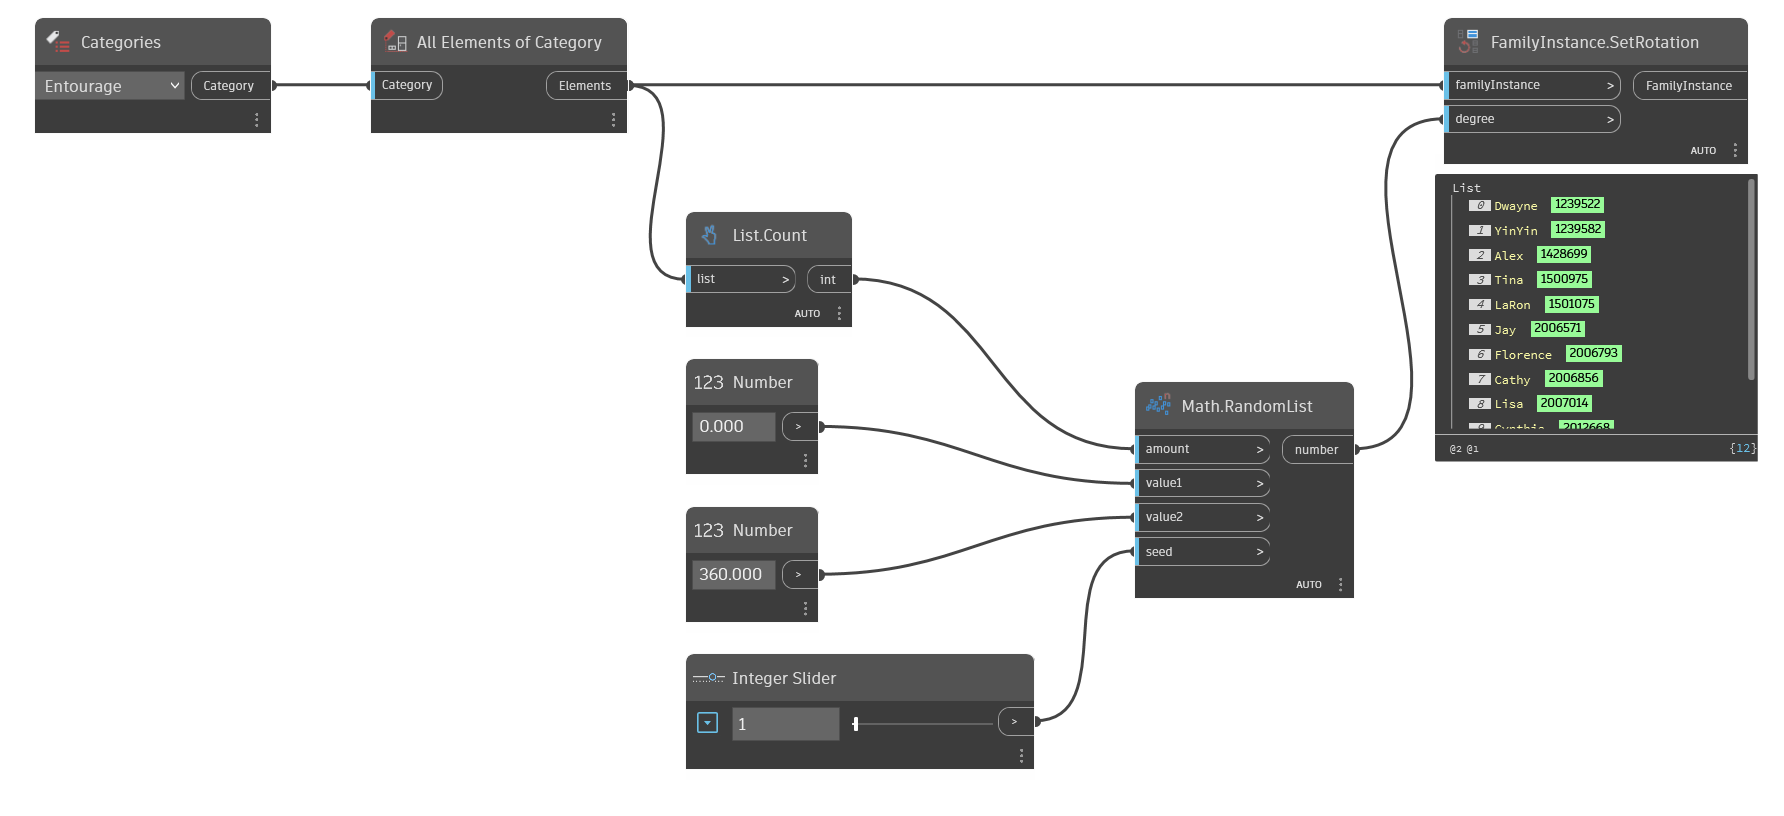 Categories
Entourage
Category
All Elements of Category
Category
Elements
FamilyInstance.SetRotation
familyInstance >
FamilyInstance
degree >
AUTO
List
0 Dwayne 1239522
1 YinYin 1239582
2 Alex 1428699
3 Tina 1500975
4 LaRon 1501075
5 Jay 2006571
6 Florence 2006793
7 Cathy 2006856
8 Lisa 2007014
9 Cynthia 2012668
@2 @1
{12}
List.Count
list >
int
AUTO
123 Number
0.000
>
123 Number
360.000
>
Integer Slider
1
>
Math.RandomList
amount >
number
value1 >
value2 >
seed >
AUTO